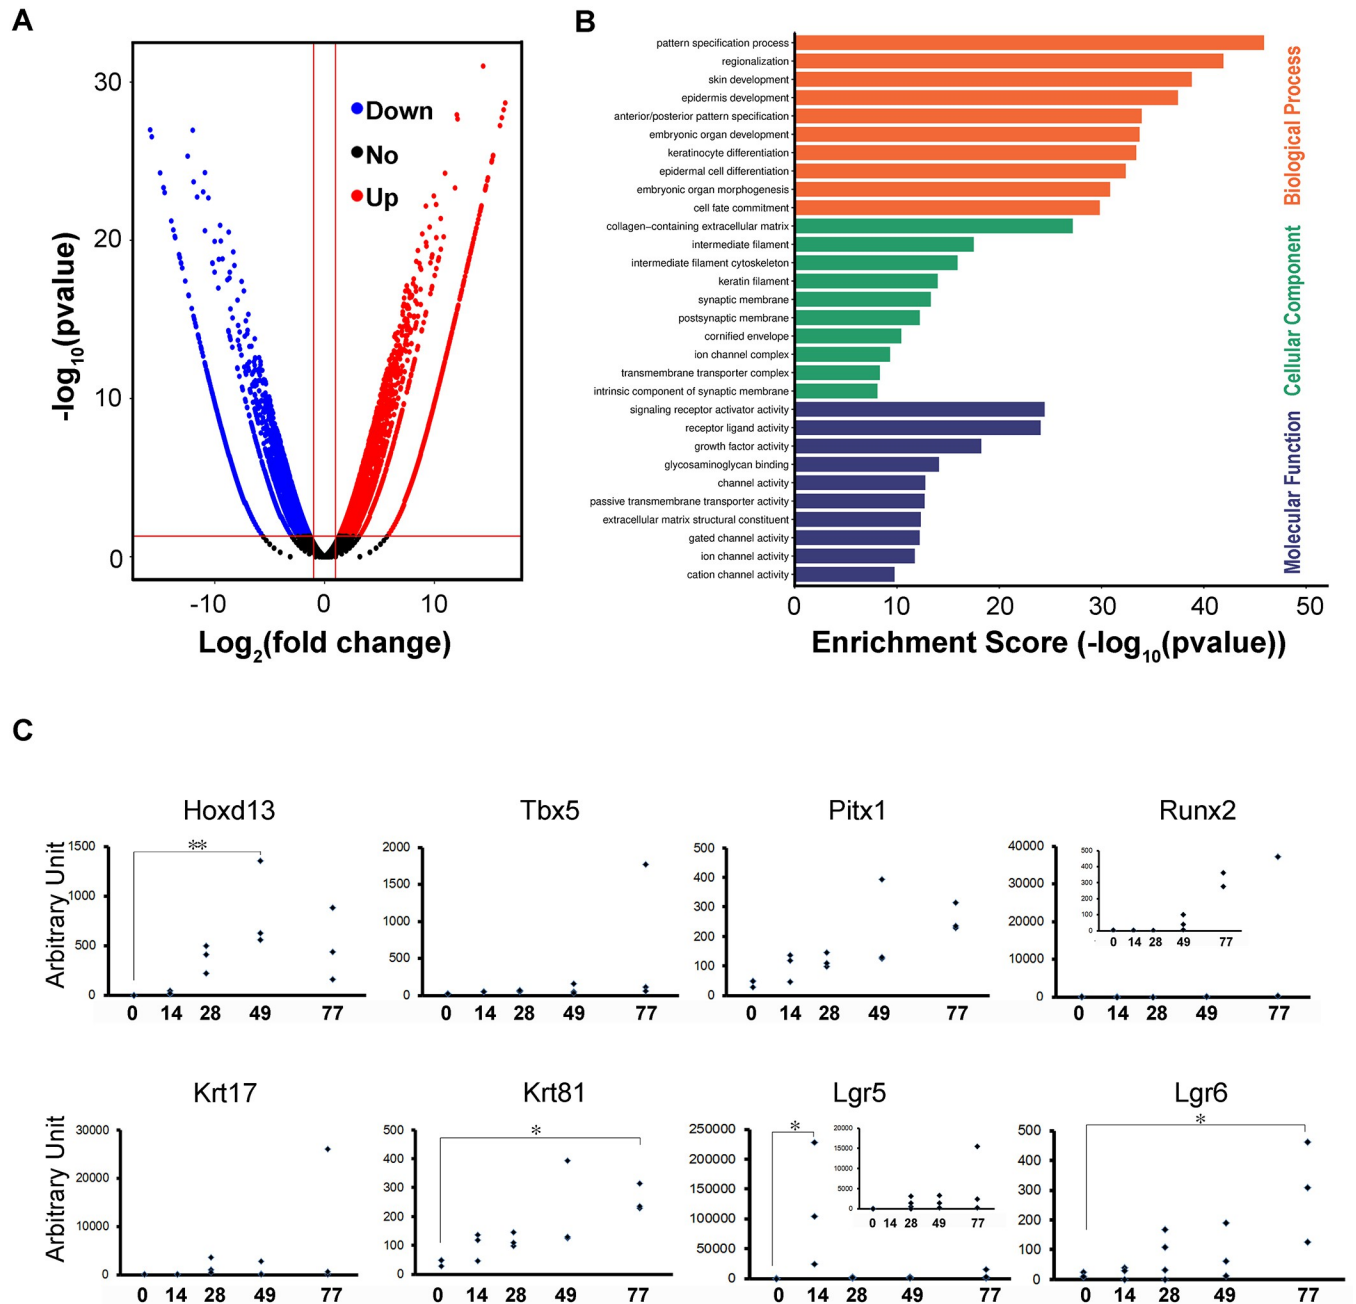 A
30
20
10
0
-10
0
10
-log10(pvalue)
Log2(fold change)
Down
No
Up
B
pattern specification process
regionalization
skin development
epidermis development
anterior/posterior pattern specification
embryonic organ development
keratinocyte differentiation
epidermal cell differentiation
embryonic organ morphogenesis
cell fate commitment
collagen-containing extracellular matrix
intermediate filament
intermediate filament cytoskeleton
keratin filament
synaptic membrane
postsynaptic membrane
cornified envelope
ion channel complex
transmembrane transporter complex
intrinsic component of synaptic membrane
signaling receptor activator activity
receptor ligand activity
growth factor activity
glycosaminoglycan binding
channel activity
passive transmembrane transporter activity
extracellular matrix structural constituent
gated channel activity
ion channel activity
cation channel activity
Biological Process
Cellular Component
Molecular Function
0 10 20 30 40 50
Enrichment Score (-log10(pvalue))
C
Hoxd13
Arbitrary Unit
1500
1000
500
0
**
0 14 28 49 77
Tbx5
2000
1500
1000
500
0
0 14 28 49 77
Pitx1
500
400
300
200
100
0
0 14 28 49 77
Runx2
40000
30000
20000
10000
0
500
400
300
200
100
0
0 14 28 49 77
0 14 28 49 77
Krt17
Arbitrary Unit
30000
20000
10000
0
0 14 28 49 77
Krt81
500
400
300
200
100
0
*
0 14 28 49 77
Lgr5
250000
200000
150000
100000
50000
0
*
20000
15000
10000
5000
0
0 14 28 49 77
0 14 28 49 77
Lgr6
500
400
300
200
100
0
*
0 14 28 49 77